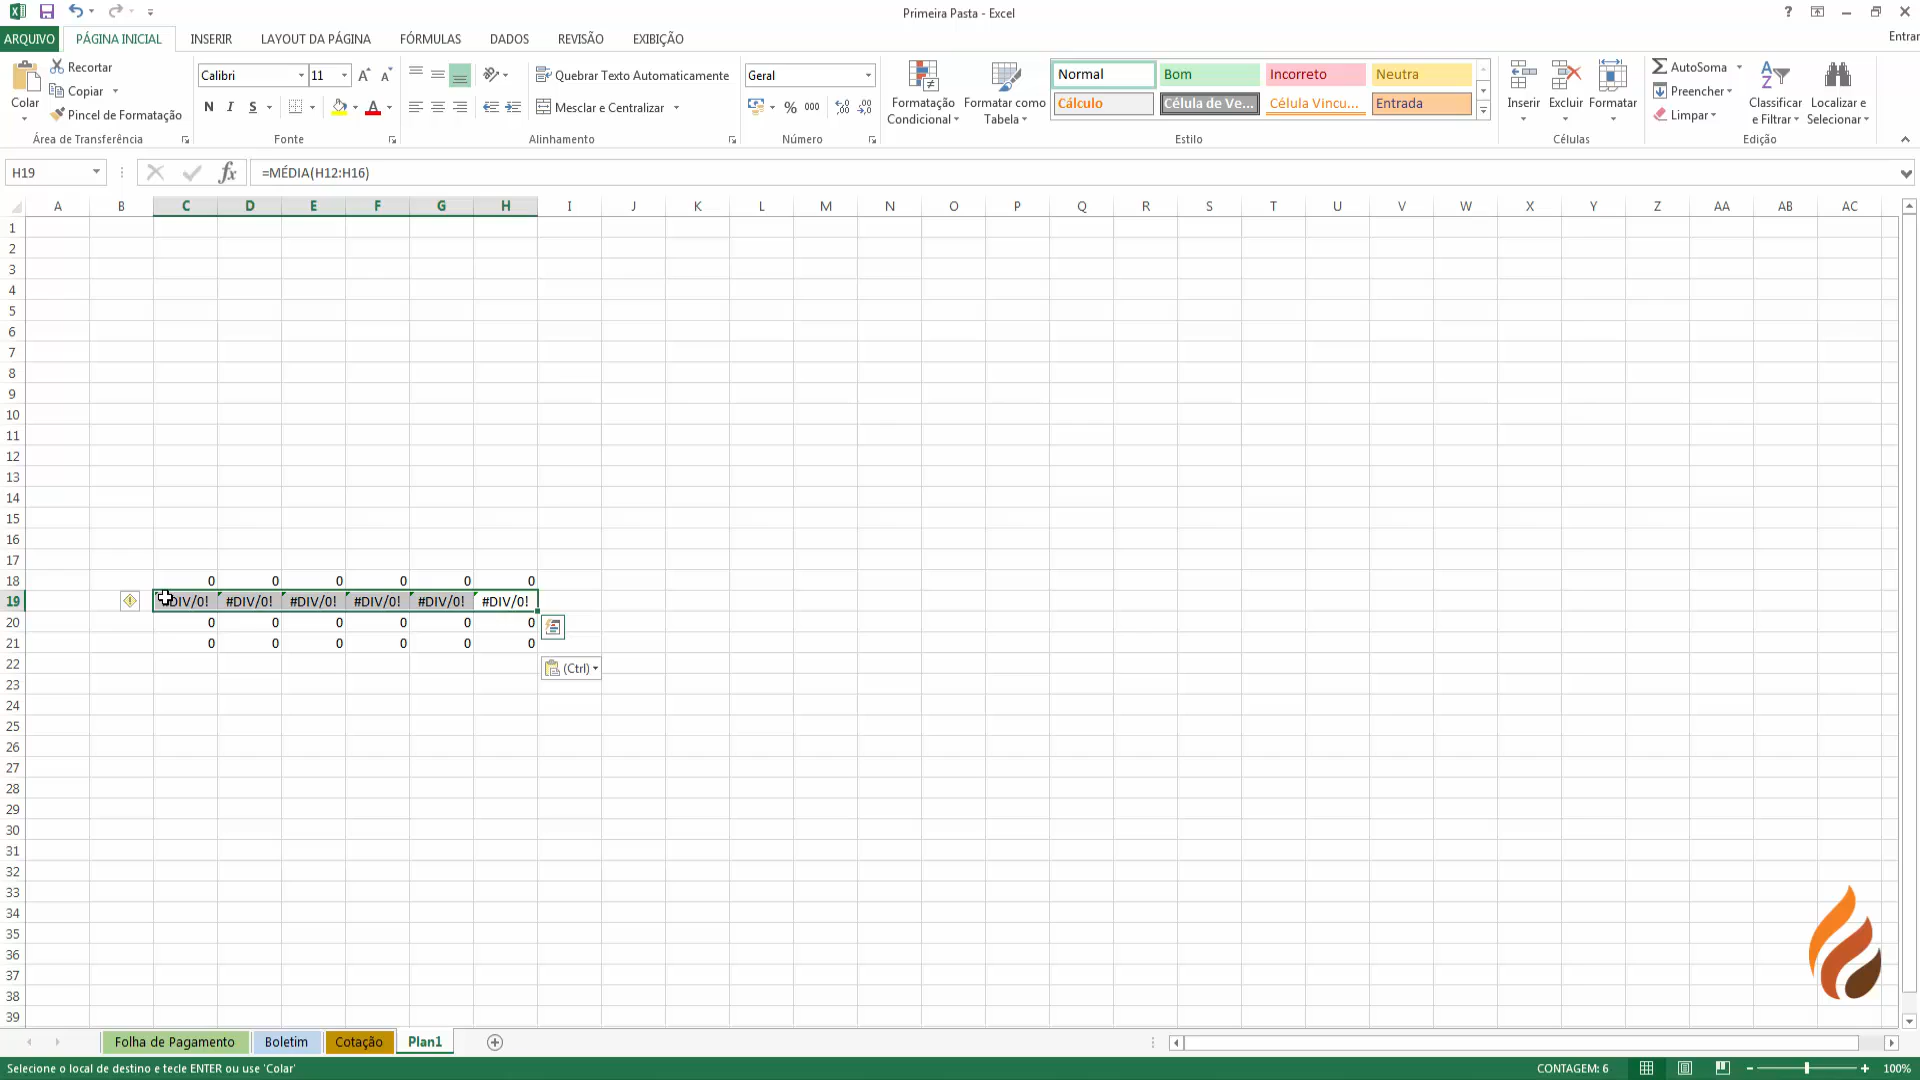 Primeira Pasta - Excel
?
ARQUIVO PÁGINA INICIAL INSERIR LAYOUT DA PÁGINA FÓRMULAS DADOS REVISÃO EXIBIÇÃO Entrar
Colar
Recortar
Copiar
Pincel de Formatação
Área de Transferência
Calibri 11
N I S
Fonte
Quebrar Texto Automaticamente
Mesclar e Centralizar
Alinhamento
Geral
% 000
Número
Formatação Condicional
Formatar como Tabela
Normal Bom Incorreto Neutra
Cálculo Célula de Ve... Célula Vincu... Entrada
Estilo
Inserir Excluir Formatar
Células
AutoSoma
Preencher
Limpar
Classificar e Filtrar
Localizar e Selecionar
Edição
H19 fx =MÉDIA(H12:H16)
A B C D E F G H I J K L M N O P Q R S T U V W X Y Z AA AB AC
1
2
3
4
5
6
7
8
9
10
11
12
13
14
15
16
17
18 0 0 0 0 0 0
19 #DIV/0! #DIV/0! #DIV/0! #DIV/0! #DIV/0! #DIV/0!
20 0 0 0 0 0 0
21 0 0 0 0 0 0
22 (Ctrl)
23
24
25
26
27
28
29
30
31
32
33
34
35
36
37
38
39
Folha de Pagamento Boletim Cotação Plan1
Selecione o local de destino e tecle ENTER ou use 'Colar' CONTAGEM: 6 100%